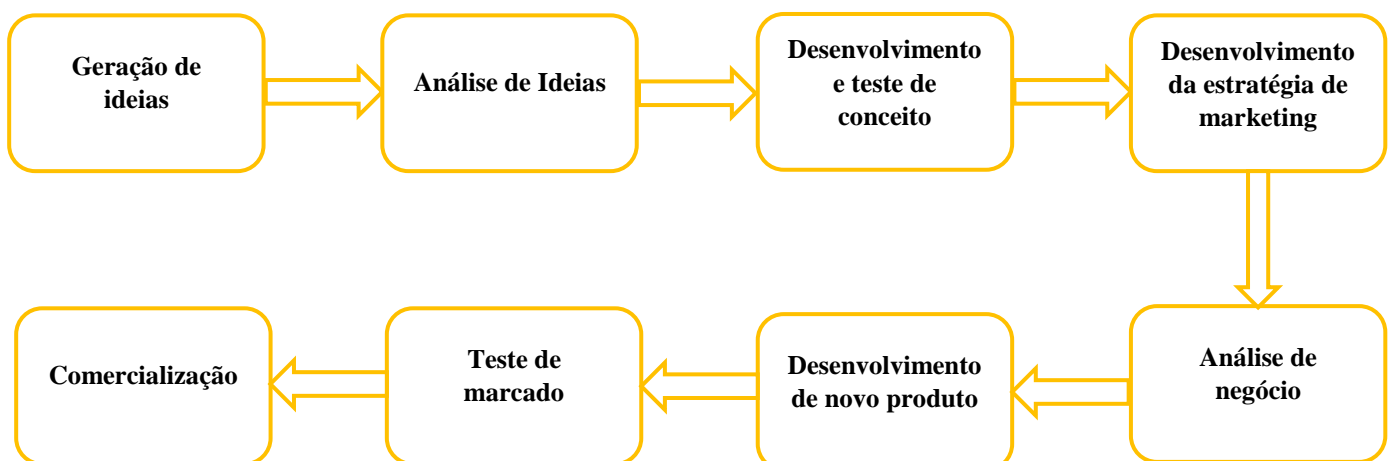 Geração de
ideias
Análise de Ideias
Desenvolvimento
e teste de
conceito
Desenvolvimento
da estratégia de
marketing
Análise de
negócio
Desenvolvimento
de novo produto
Teste de
marcado
Comercialização